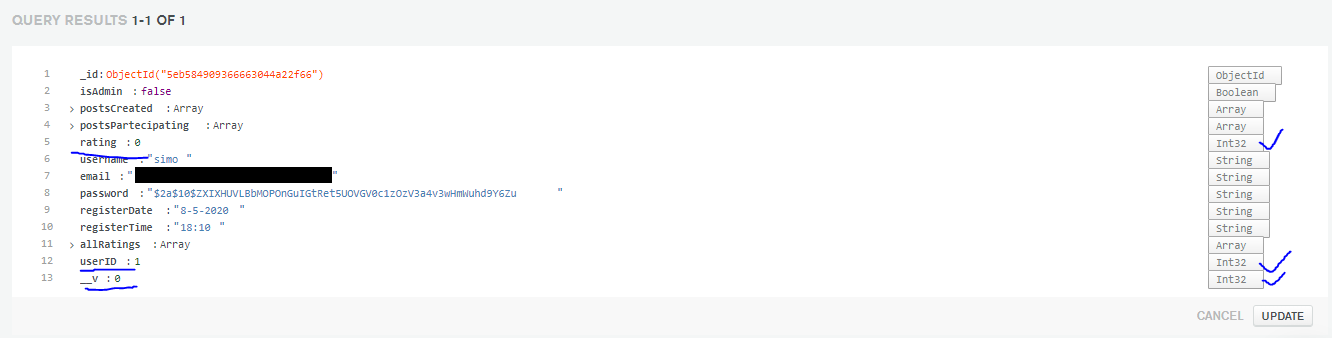 QUERY RESULTS 1-1 OF 1
1 _id:ObjectId("5eb584909366663044a22f66") ObjectId
2 isAdmin :false Boolean
3 > postsCreated :Array Array
4 > postsPartecipating :Array Array
5 rating :0 Int32
6 username :"simo " String
7 email :" " String
8 password :"$2a$10$ZXIXHUVLBbMOPOnGuIGtRet5UOVGV0c1zOzV3a4v3wHmWuhd9Y6Zu " String
9 registerDate :"8-5-2020 " String
10 registerTime :"18:10 " String
11 > allRatings :Array Array
12 userID :1 Int32
13 __v :0 Int32
CANCEL UPDATE